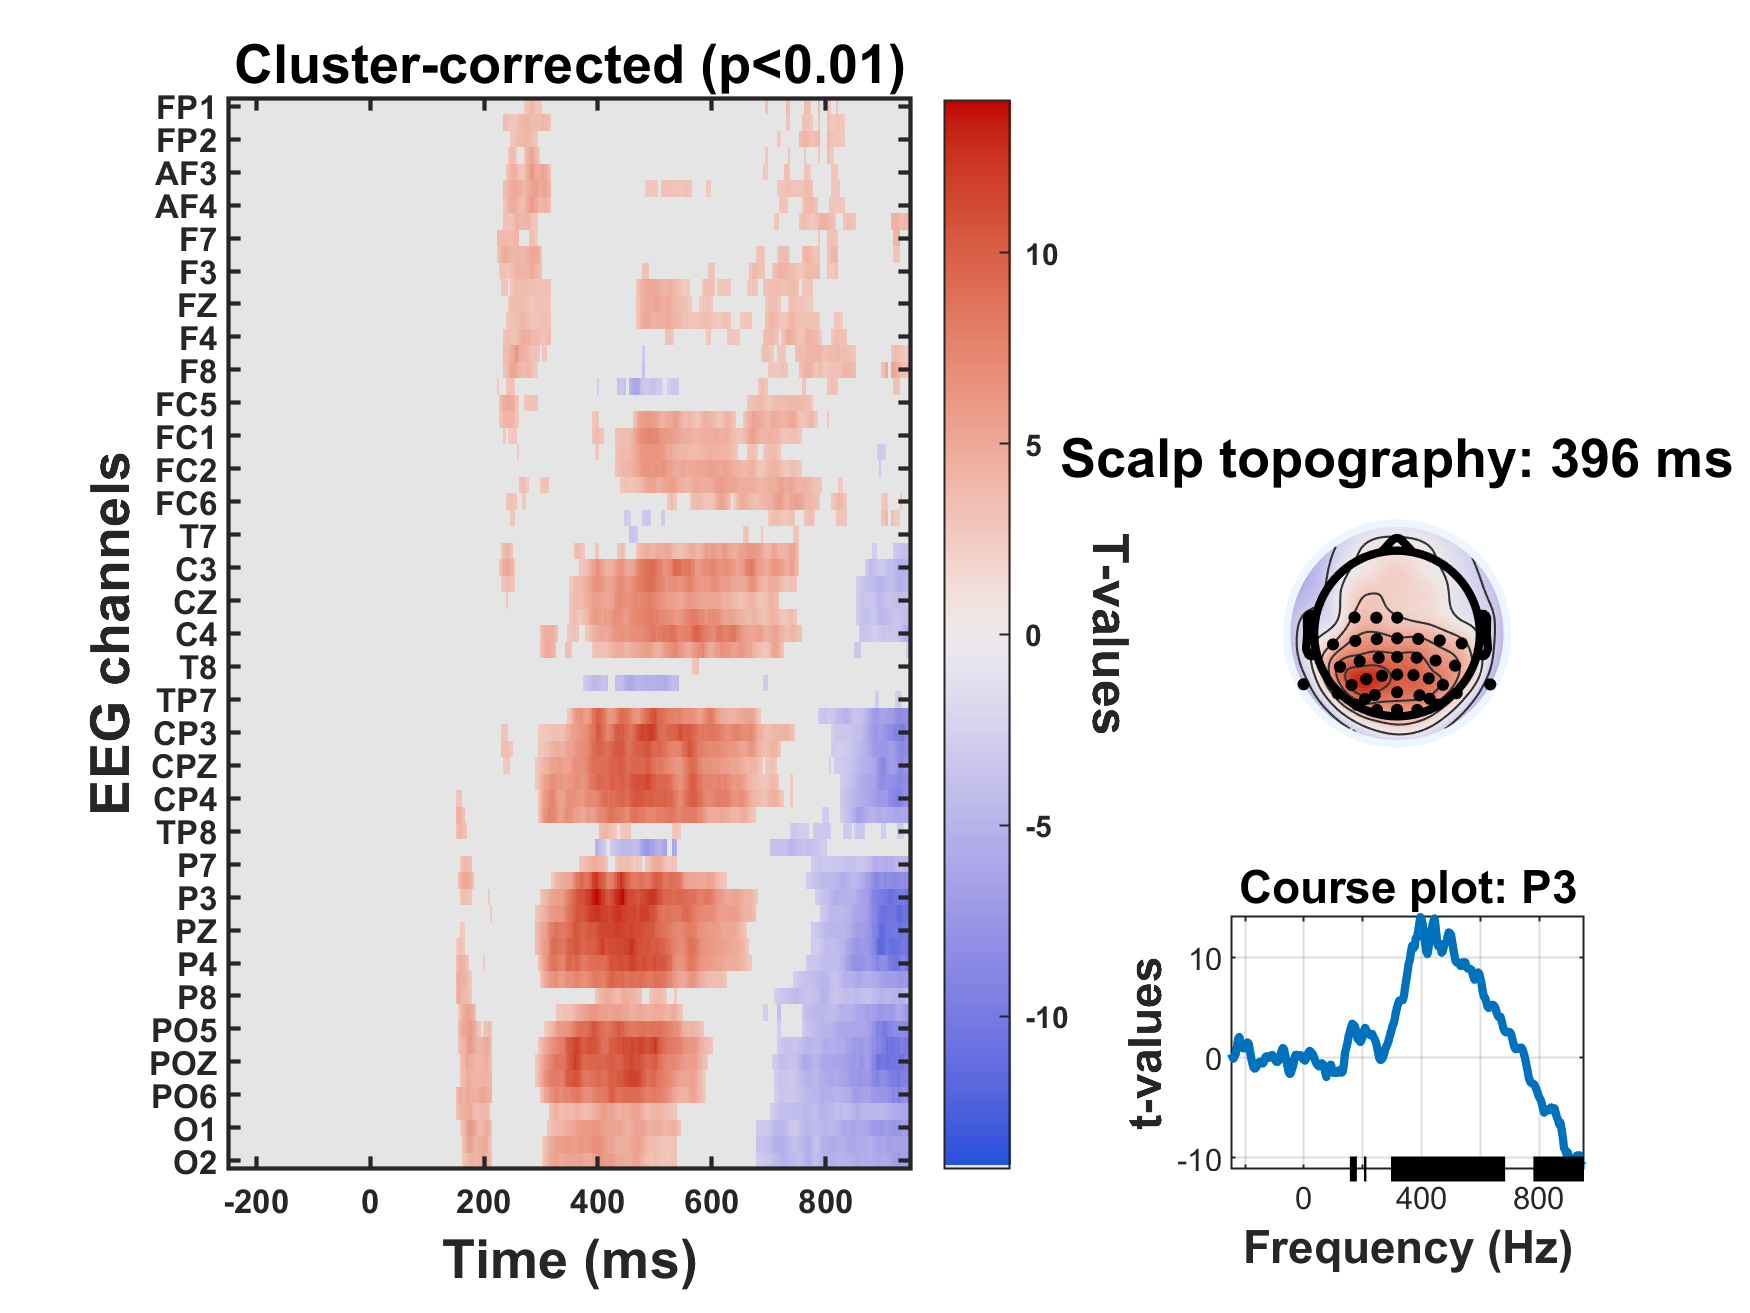 Cluster-corrected (p<0.01)
FP1
FP2
AF3
AF4
F7
F3
FZ
F4
F8
FC5
FC1
FC2
FC6
T7
C3
CZ
C4
T8
TP7
CP3
CPZ
CP4
TP8
P7
P3
PZ
P4
P8
PO5
POZ
PO6
O1
O2
EEG channels
-200 0 200 400 600 800
Time (ms)
10
5
0
-5
-10
T-values
Scalp topography: 396 ms
Course plot: P3
10
0
-10
t-values
0 400 800
Frequency (Hz)